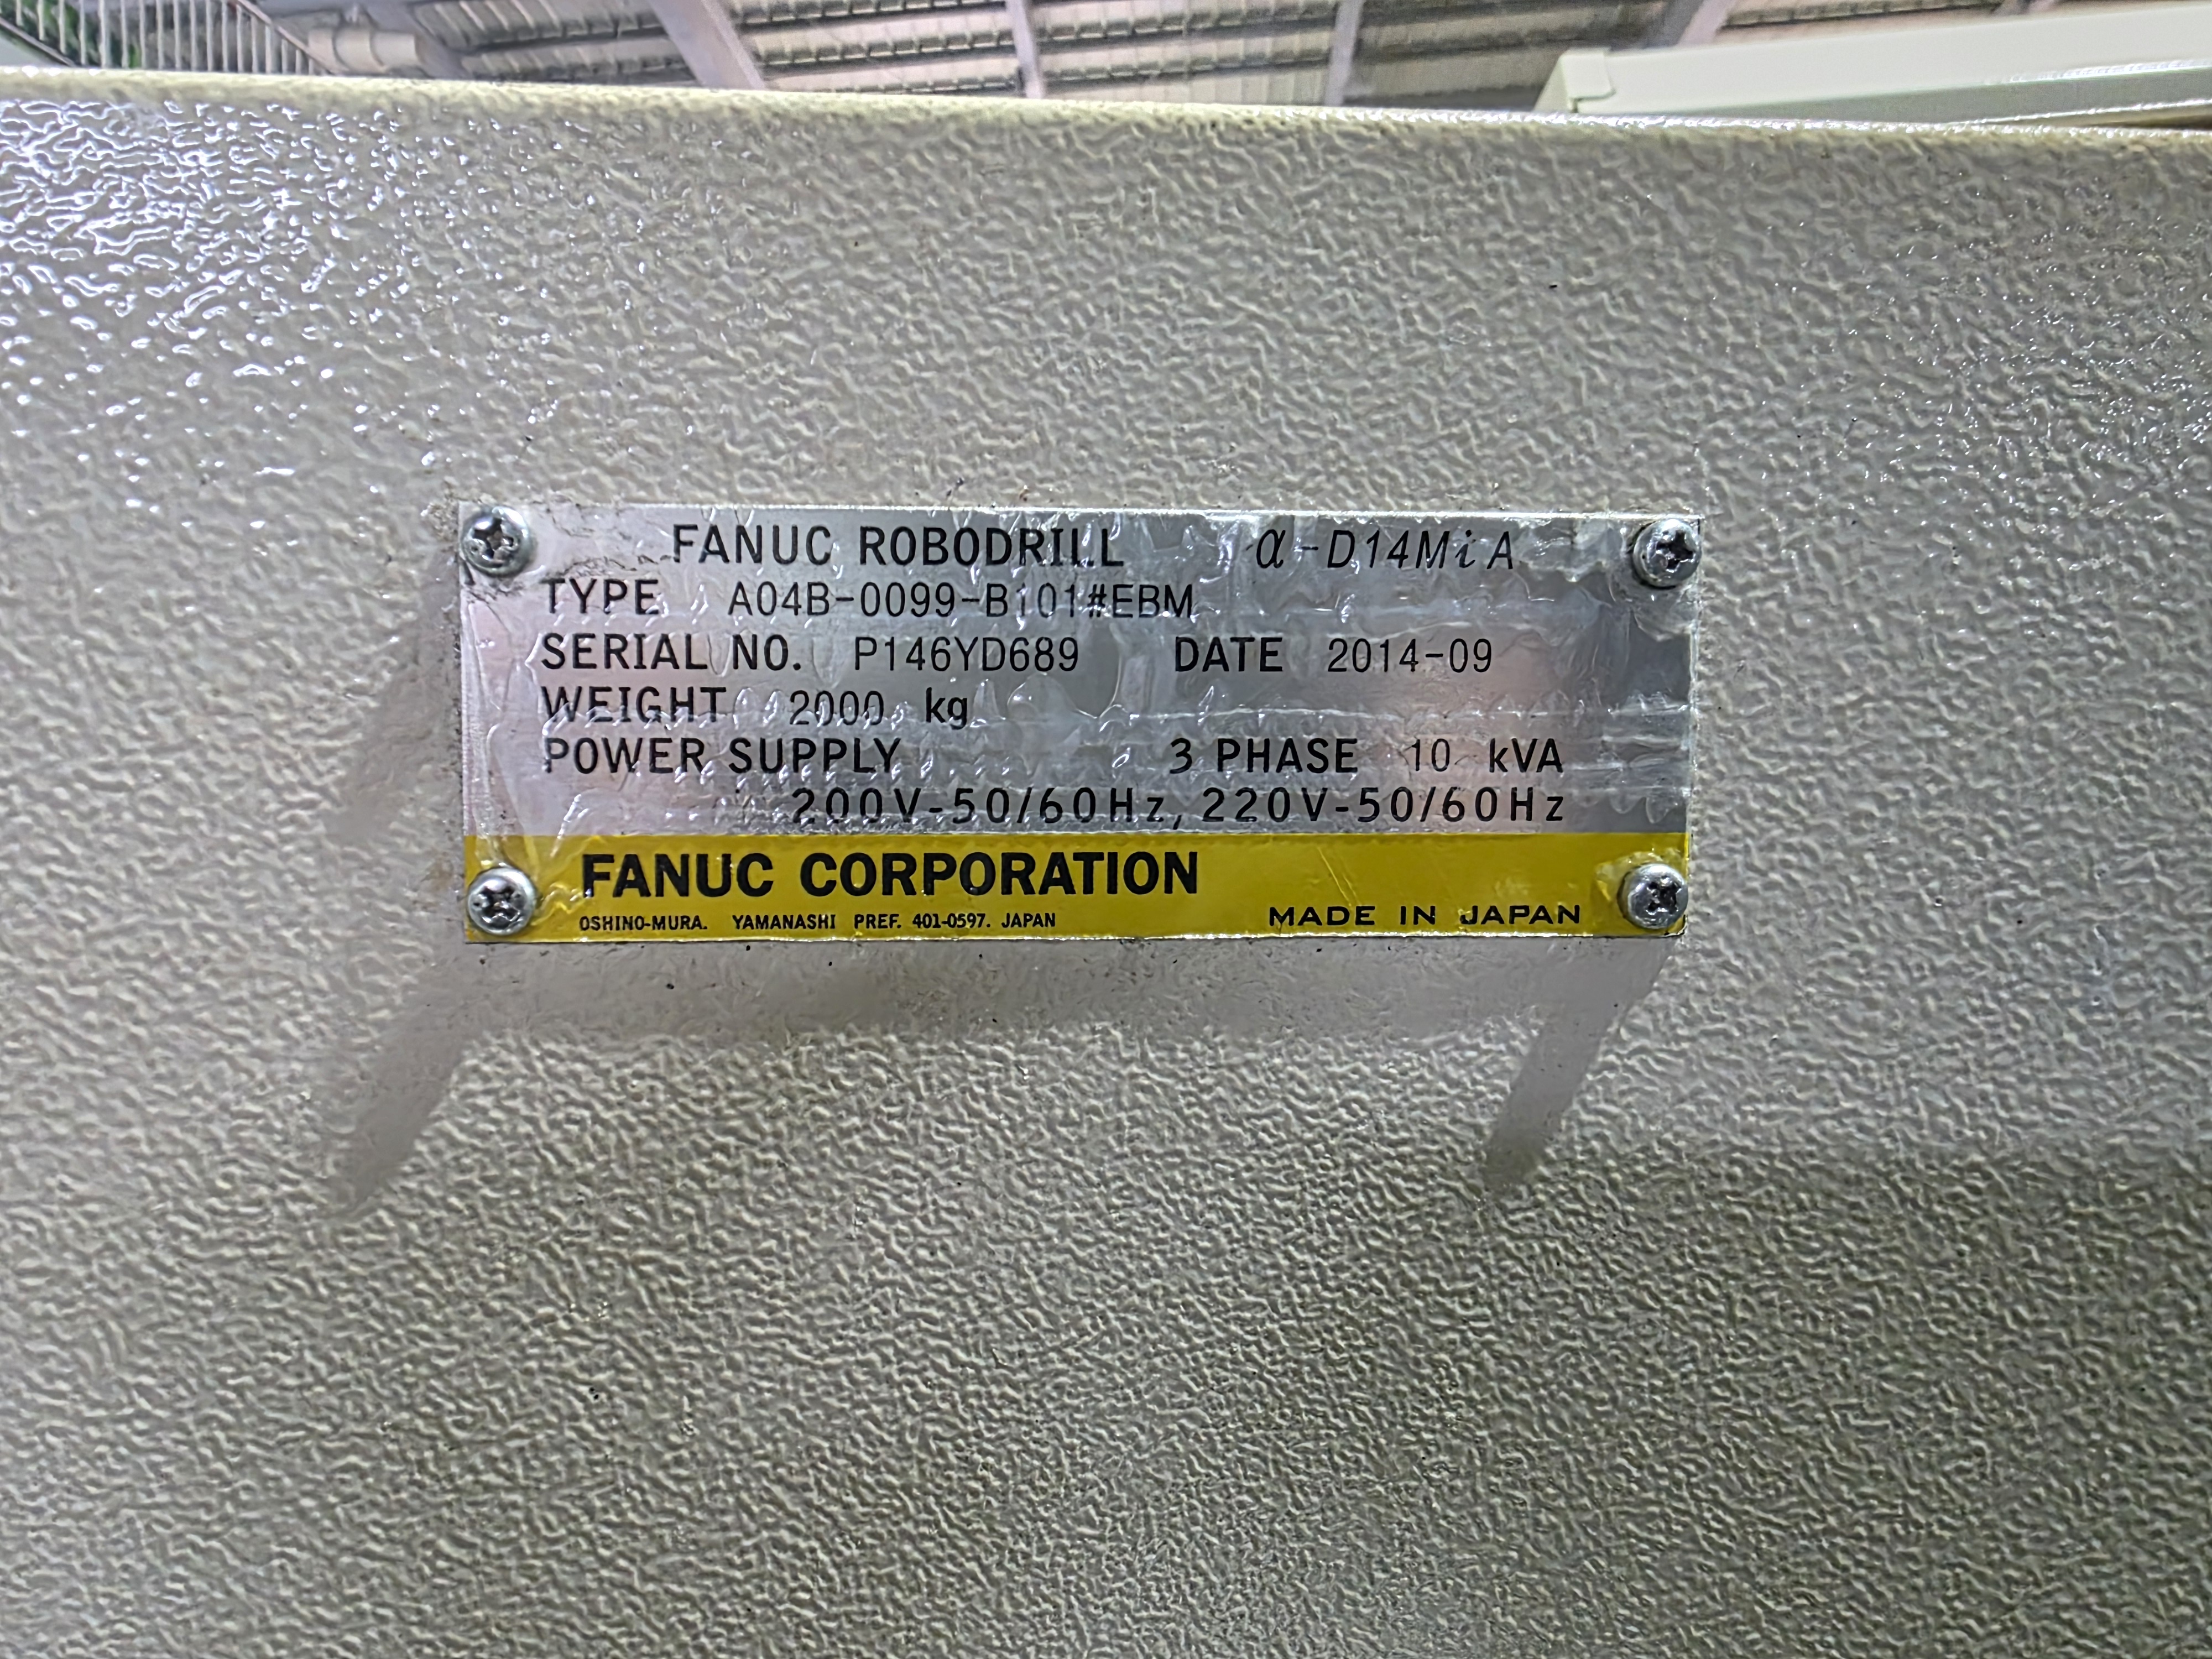 FANUC ROBODRILL α-D14MiA
TYPE A04B-0099-B101#EBM
SERIAL NO. P146YD689 DATE 2014-09
WEIGHT 2000 kg
POWER SUPPLY 3 PHASE 10 kVA
200V-50/60Hz, 220V-50/60Hz
FANUC CORPORATION
OSHINO-MURA. YAMANASHI PREF. 401-0597. JAPAN MADE IN JAPAN